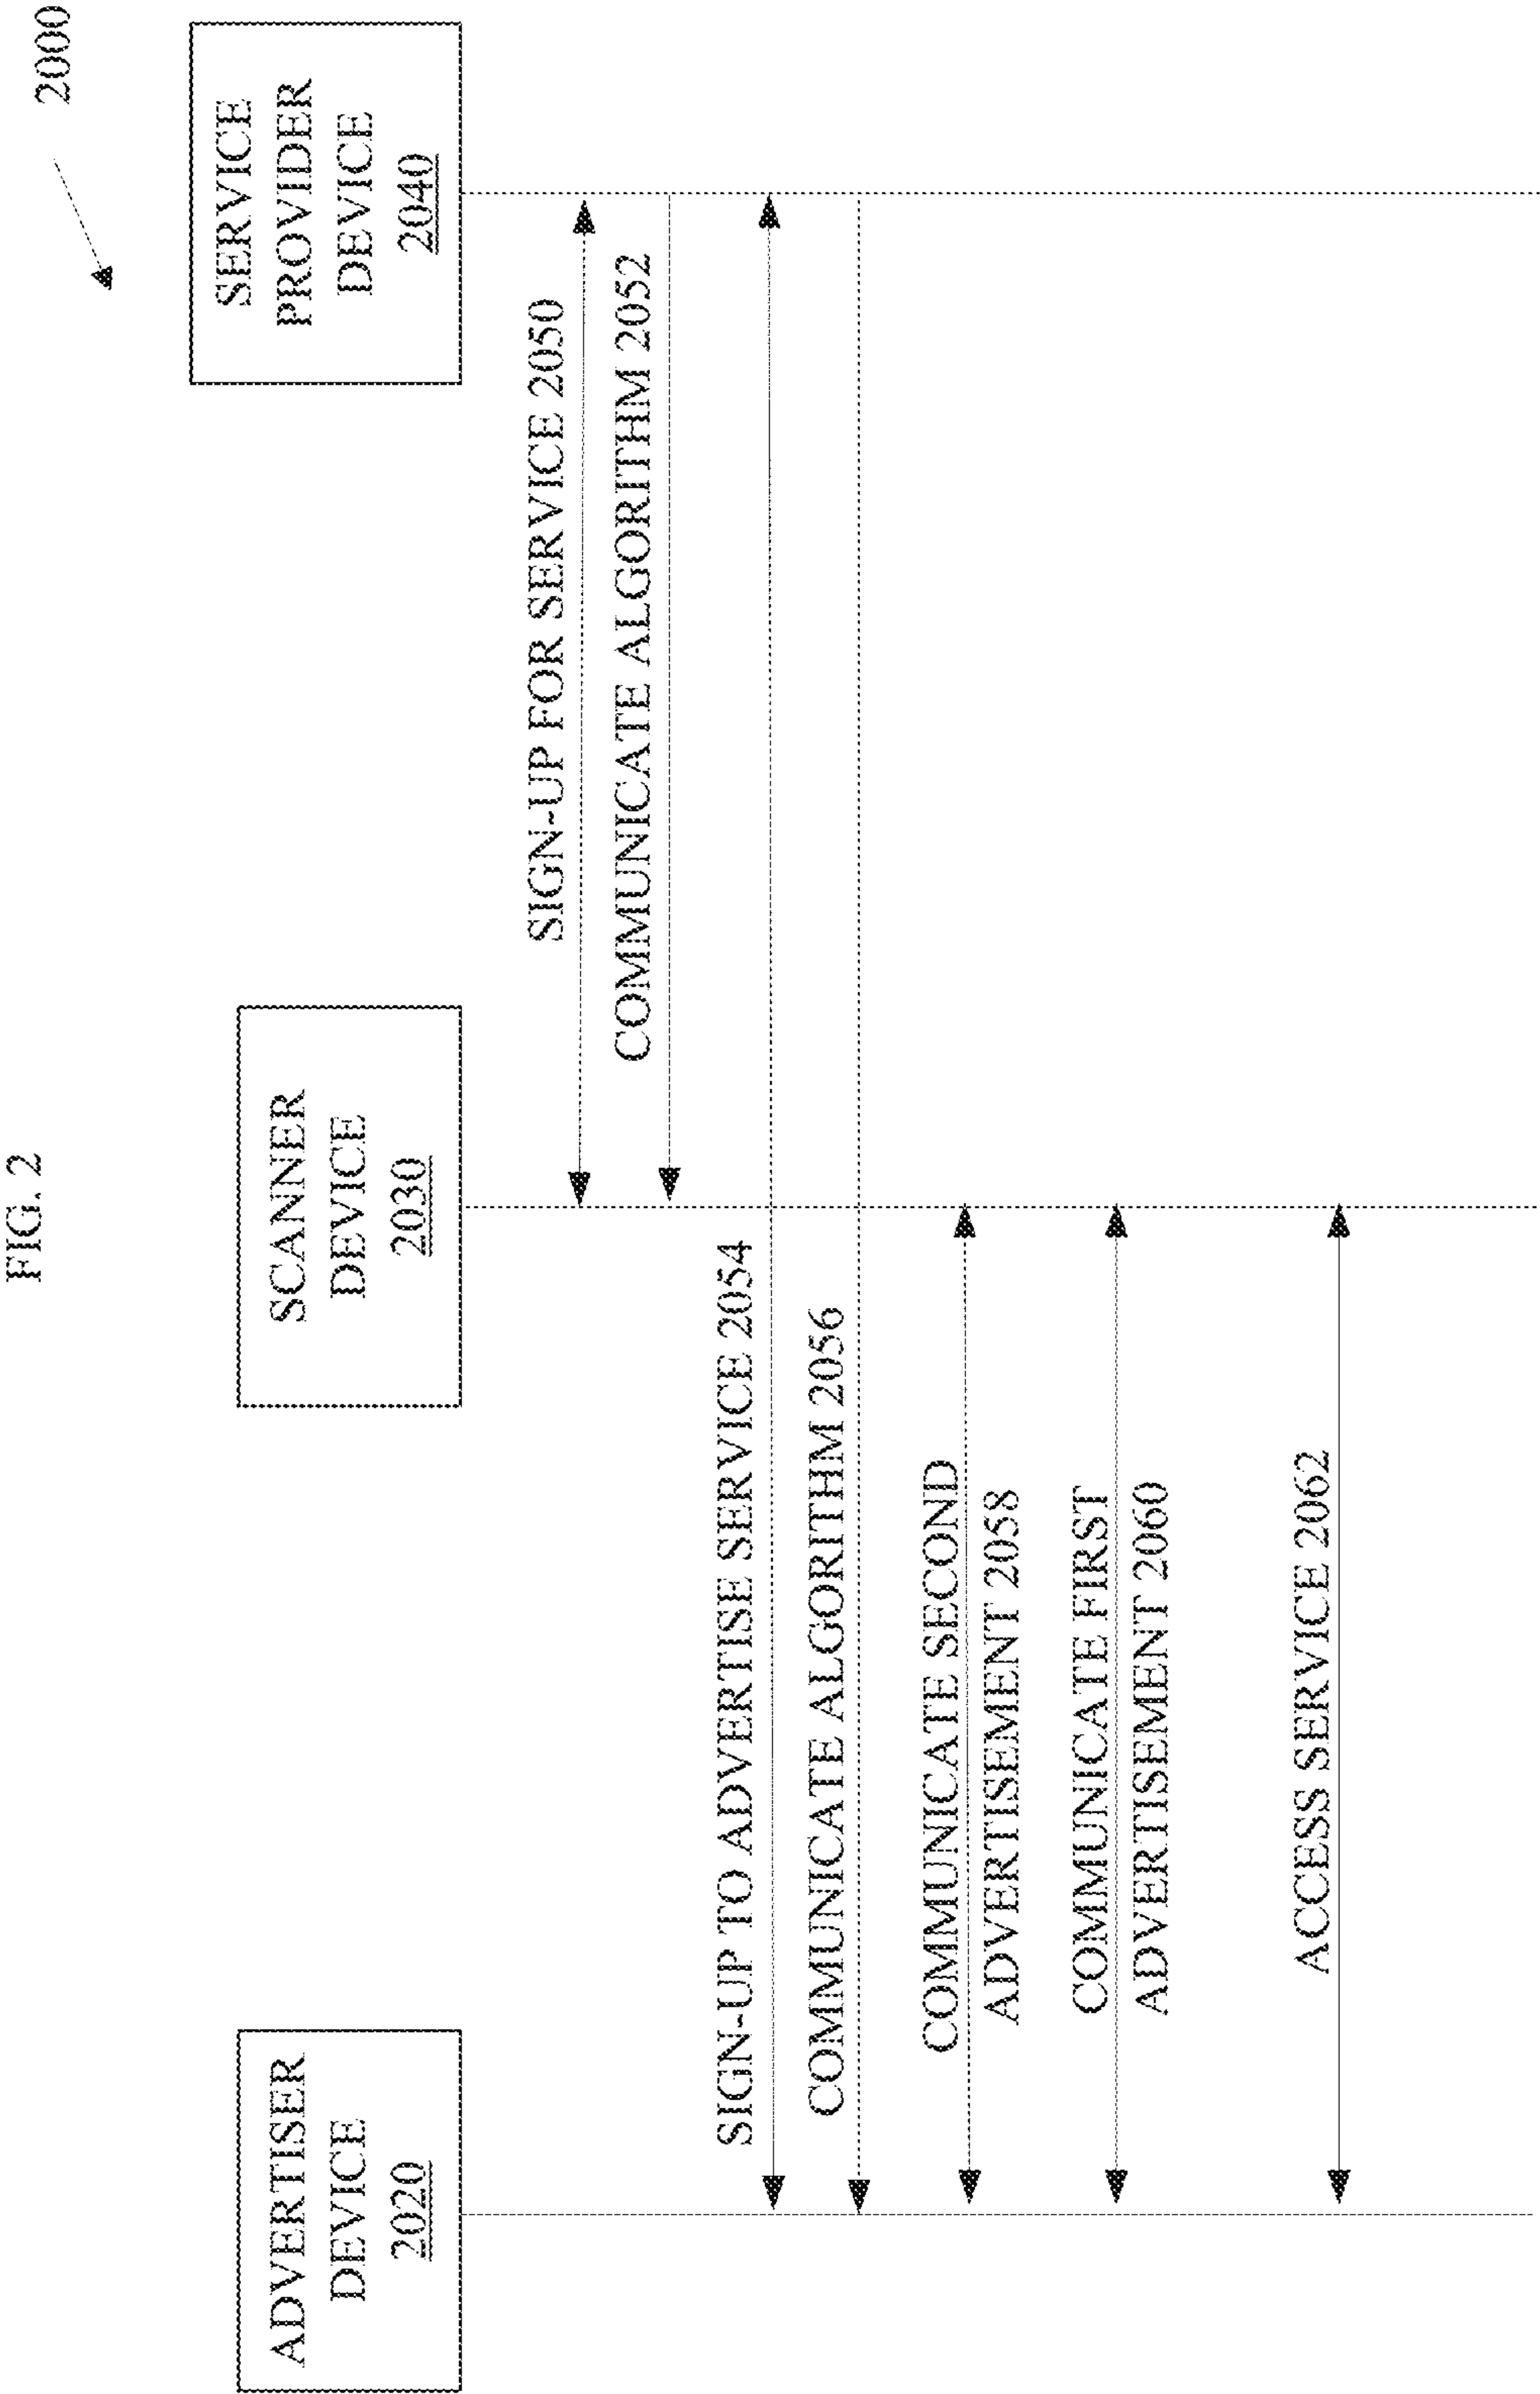 FIG. 2
2000
ADVERTISER
DEVICE
2020
SCANNER
DEVICE
2030
SERVICE
PROVIDER
DEVICE
2040
SIGN-UP FOR SERVICE 2050
COMMUNICATE ALGORITHM 2052
SIGN-UP TO ADVERTISE SERVICE 2054
COMMUNICATE ALGORITHM 2056
COMMUNICATE SECOND
ADVERTISEMENT 2058
COMMUNICATE FIRST
ADVERTISEMENT 2060
ACCESS SERVICE 2062